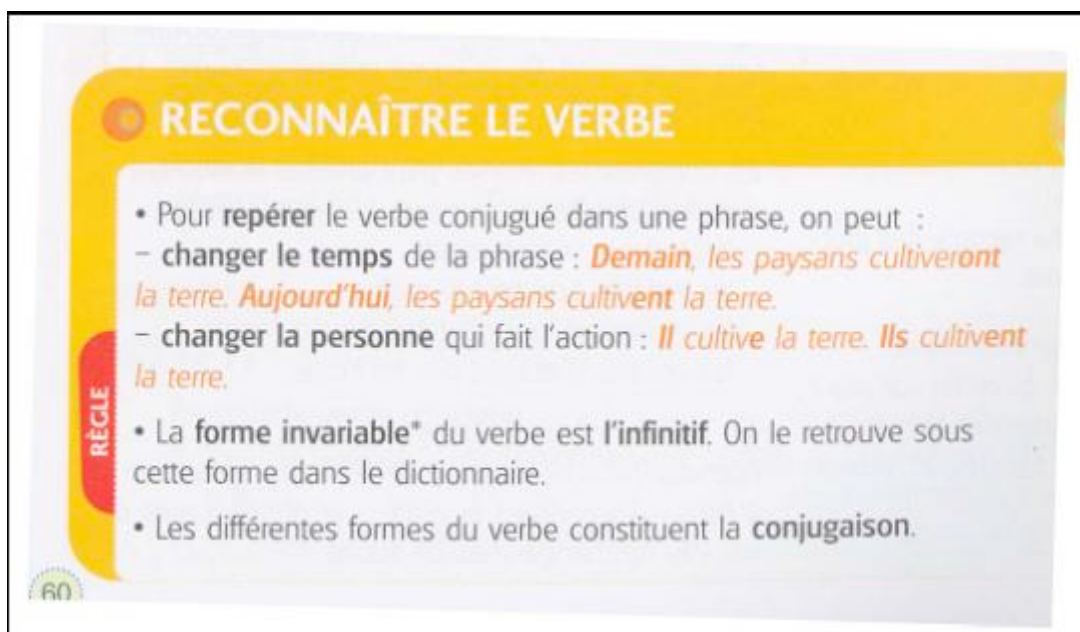 RECONNAÎTRE LE VERBE
• Pour repérer le verbe conjugué dans une phrase, on peut :
– changer le temps de la phrase : Demain, les paysans cultiveront
la terre. Aujourd'hui, les paysans cultivent la terre.
– changer la personne qui fait l'action : Il cultive la terre. Ils cultivent
la terre.
RÈGLE
• La forme invariable* du verbe est l'infinitif. On le retrouve sous
cette forme dans le dictionnaire.
• Les différentes formes du verbe constituent la conjugaison.
60